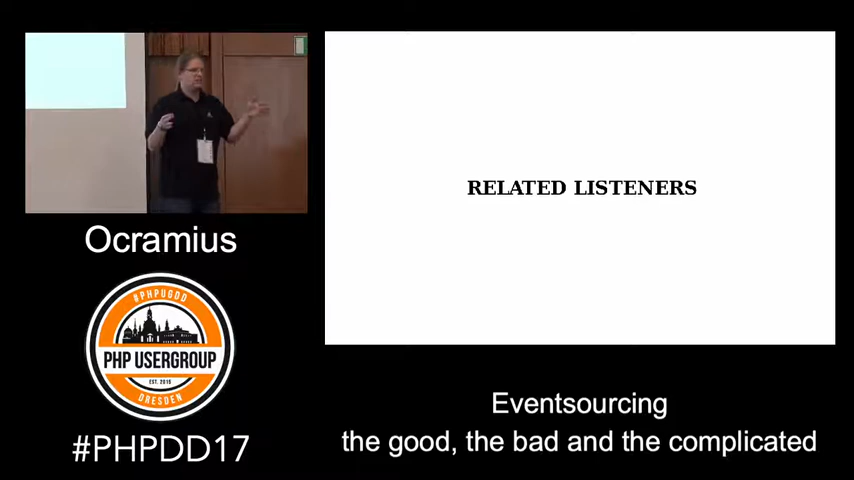 RELATED LISTENERS
Ocramius
#PHPUGDD
PHP USERGROUP
EST. 2016
DRESDEN
#PHPDD17
Eventsourcing
the good, the bad and the complicated